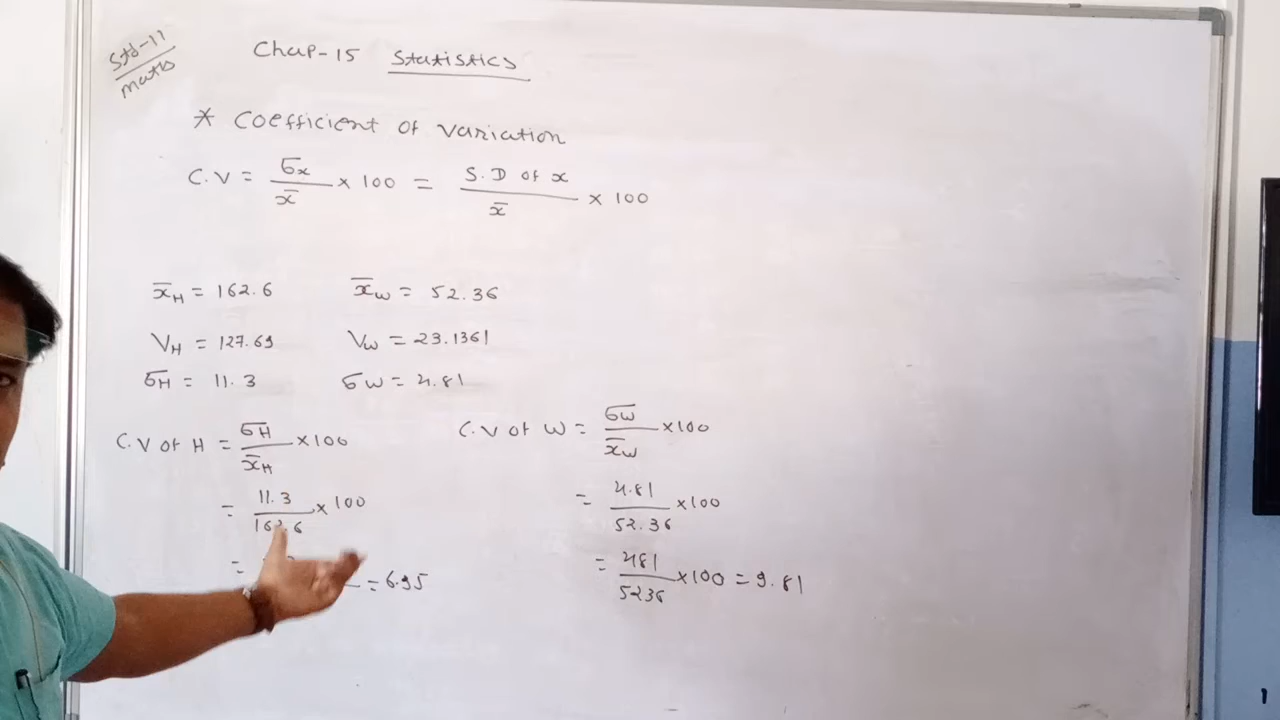 Std-11
maths
Chap-15 Statistics
* Coefficient of variation
C.V = σx / x̄ × 100 = S.D of x / x̄ × 100
x̄H = 162.6 x̄W = 52.36
VH = 127.69 VW = 23.1361
σH = 11.3 σW = 4.81
C.V of H = σH / x̄H × 100 C.V of W = σW / x̄W × 100
= 11.3 / 162.6 × 100 = 4.81 / 52.36 × 100
= = 6.95 = 481 / 5236 × 100 = 9.81